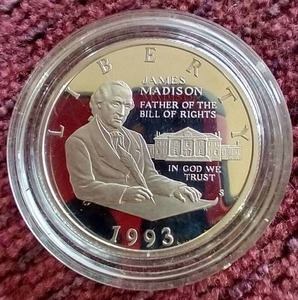 LIBERTY
JAMES
MADISON
FATHER OF THE
BILL OF RIGHTS
IN GOD WE
TRUST
S
1993